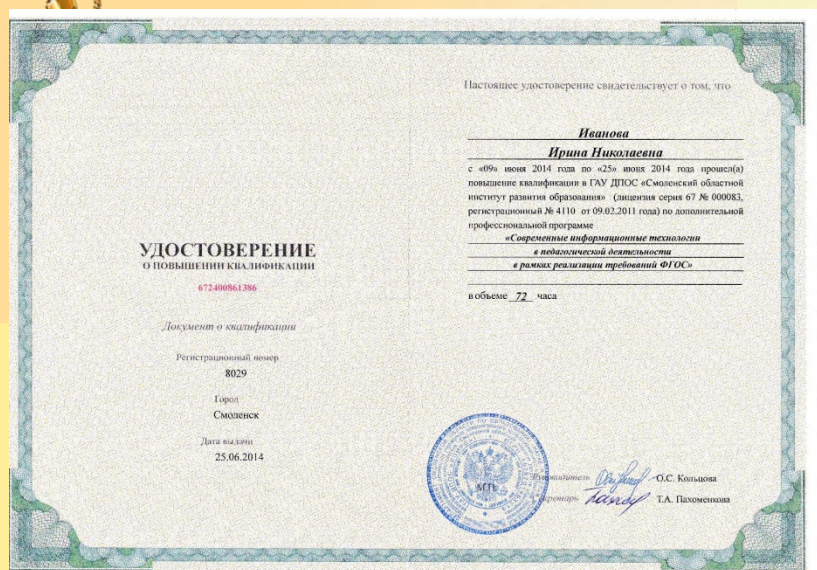 УДОСТОВЕРЕНИЕ
О ПОВЫШЕНИИ КВАЛИФИКАЦИИ
672400861386
Документ о квалификации
Регистрационный номер
8029
Город
Смоленск
Дата выдачи
25.06.2014
Настоящее удостоверение свидетельствует о том, что
Иванова
Ирина Николаевна
с «09» июня 2014 года по «25» июня 2014 года прошел(а)
повышение квалификации в ГАУ ДПОС «Смоленский областной
институт развития образования» (лицензия серия 67 № 000083,
регистрационный № 4110 от 09.02.2011 года) по дополнительной
профессиональной программе
«Современные информационные технологии
в педагогической деятельности
в рамках реализации требований ФГОС»
в объеме 72 часа
Руководитель О.С. Кольцова
Секретарь Т.А. Пахоменкова